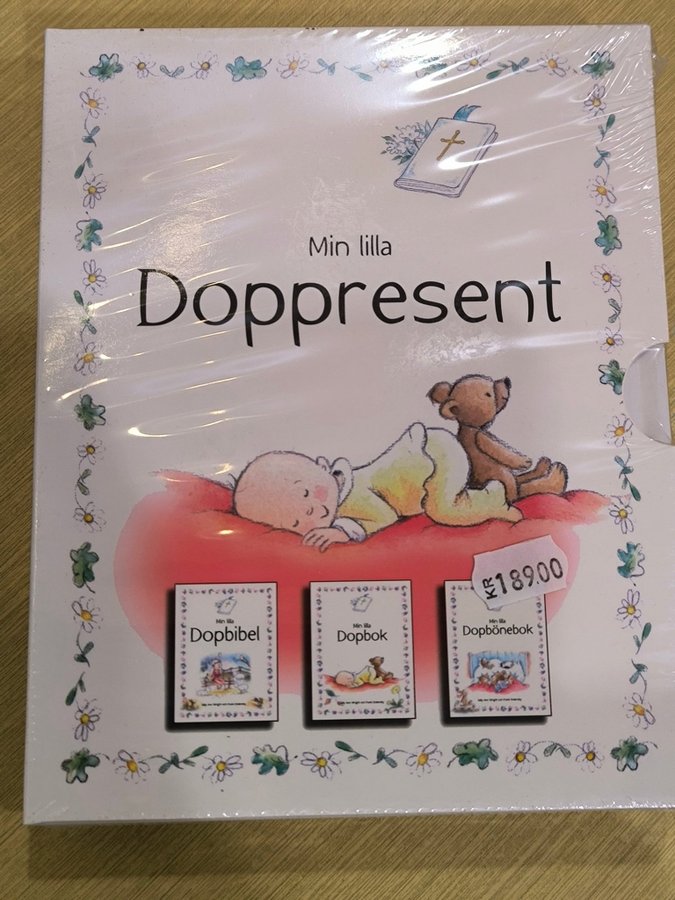 Min lilla
Doppresent
KR 189.00
Min lilla
Dopbibel
Min lilla
Dopbok
Min lilla
Dopbönebok